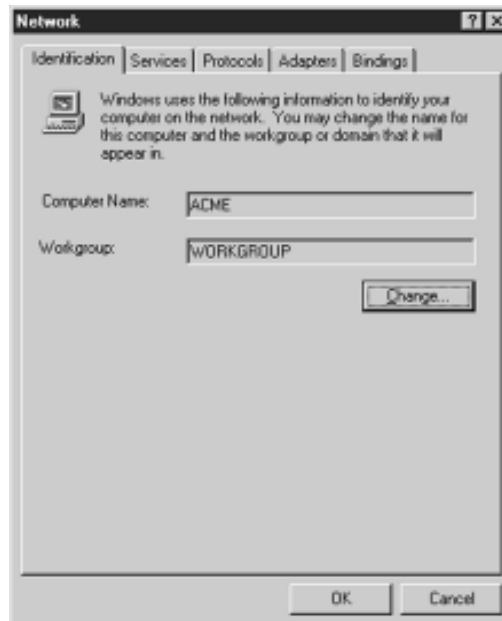 Network
Identification Services Protocols Adapters Bindings
Windows uses the following information to identify your
computer on the network. You may change the name for
this computer and the workgroup or domain that it will
appear in.
Computer Name: ACME
Workgroup: WORKGROUP
Change...
OK Cancel